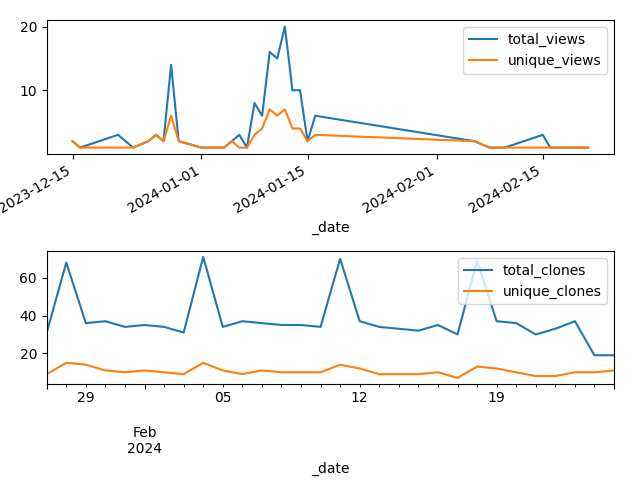 20
10
total_views
unique_views
2023-12-15
2024-01-01
2024-01-15
2024-02-01
2024-02-15
_date
60
40
20
total_clones
unique_clones
29
05
12
19
Feb
2024
_date